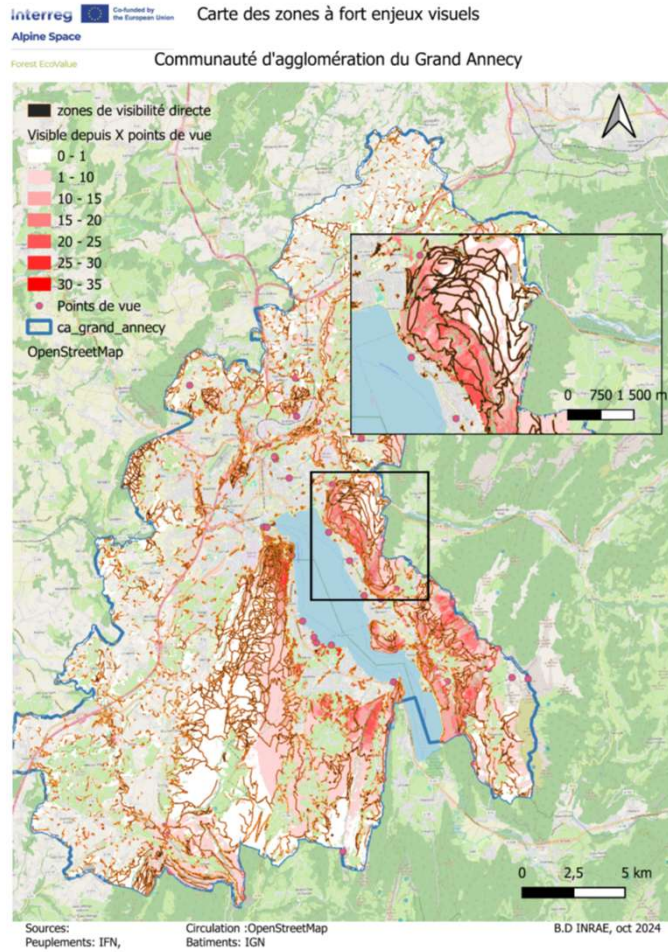 Interreg
Co-funded by
the European Union
Alpine Space
Forest EcoValue
Carte des zones à fort enjeux visuels
Communauté d'agglomération du Grand Annecy
zones de visibilité directe
Visible depuis X points de vue
0 - 1
1 - 10
10 - 15
15 - 20
20 - 25
25 - 30
30 - 35
Points de vue
ca_grand_annecy
OpenStreetMap
0 750 1 500 m
0 2,5 5 km
Sources:
Peuplements: IFN,
Circulation :OpenStreetMap
Batiments: IGN
B.D INRAE, oct 2024